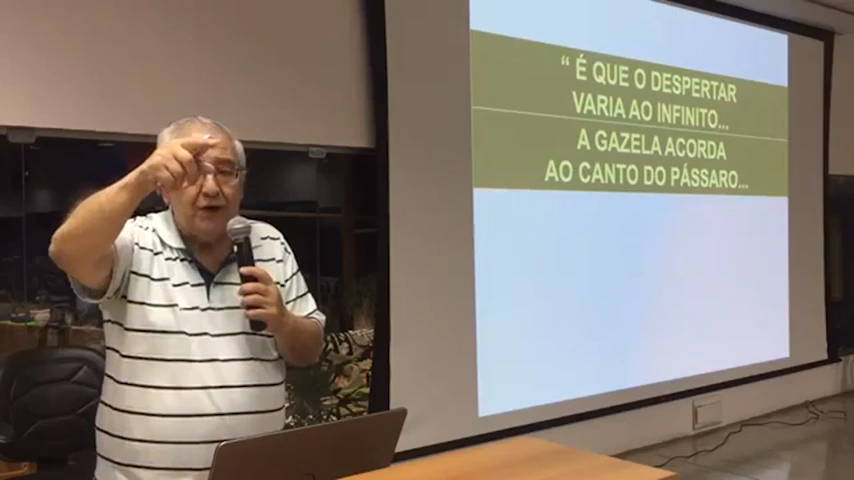 “ É QUE O DESPERTAR
VARIA AO INFINITO...
A GAZELA ACORDA
AO CANTO DO PÁSSARO...